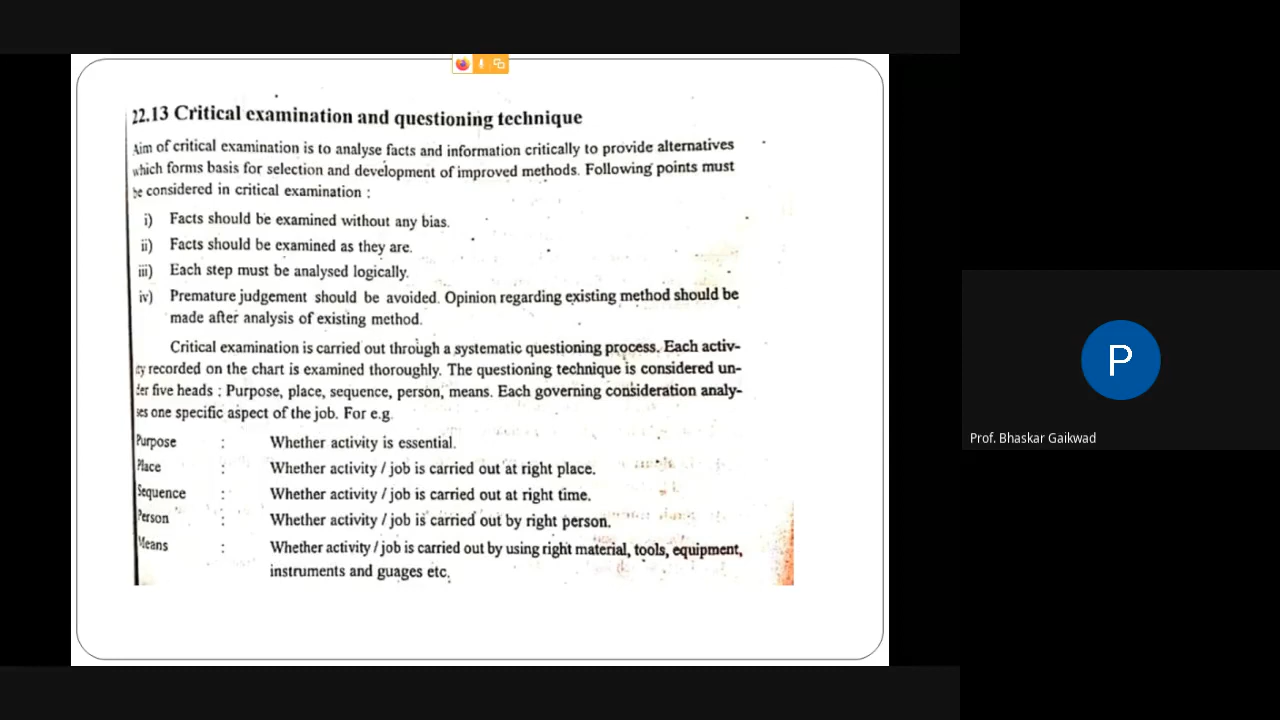 22.13 Critical examination and questioning technique
Aim of critical examination is to analyse facts and information critically to provide alternatives
which forms basis for selection and development of improved methods. Following points must
be considered in critical examination :
i) Facts should be examined without any bias.
ii) Facts should be examined as they are.
iii) Each step must be analysed logically.
iv) Premature judgement should be avoided. Opinion regarding existing method should be
made after analysis of existing method.
Critical examination is carried out through a systematic questioning process. Each activ-
ity recorded on the chart is examined thoroughly. The questioning technique is considered un-
der five heads : Purpose, place, sequence, person, means. Each governing consideration analy-
ses one specific aspect of the job. For e.g
Purpose : Whether activity is essential.
Place : Whether activity / job is carried out at right place.
Sequence : Whether activity / job is carried out at right time.
Person : Whether activity / job is carried out by right person.
Means : Whether activity / job is carried out by using right material, tools, equipment,
instruments and guages etc.
P
Prof. Bhaskar Gaikwad